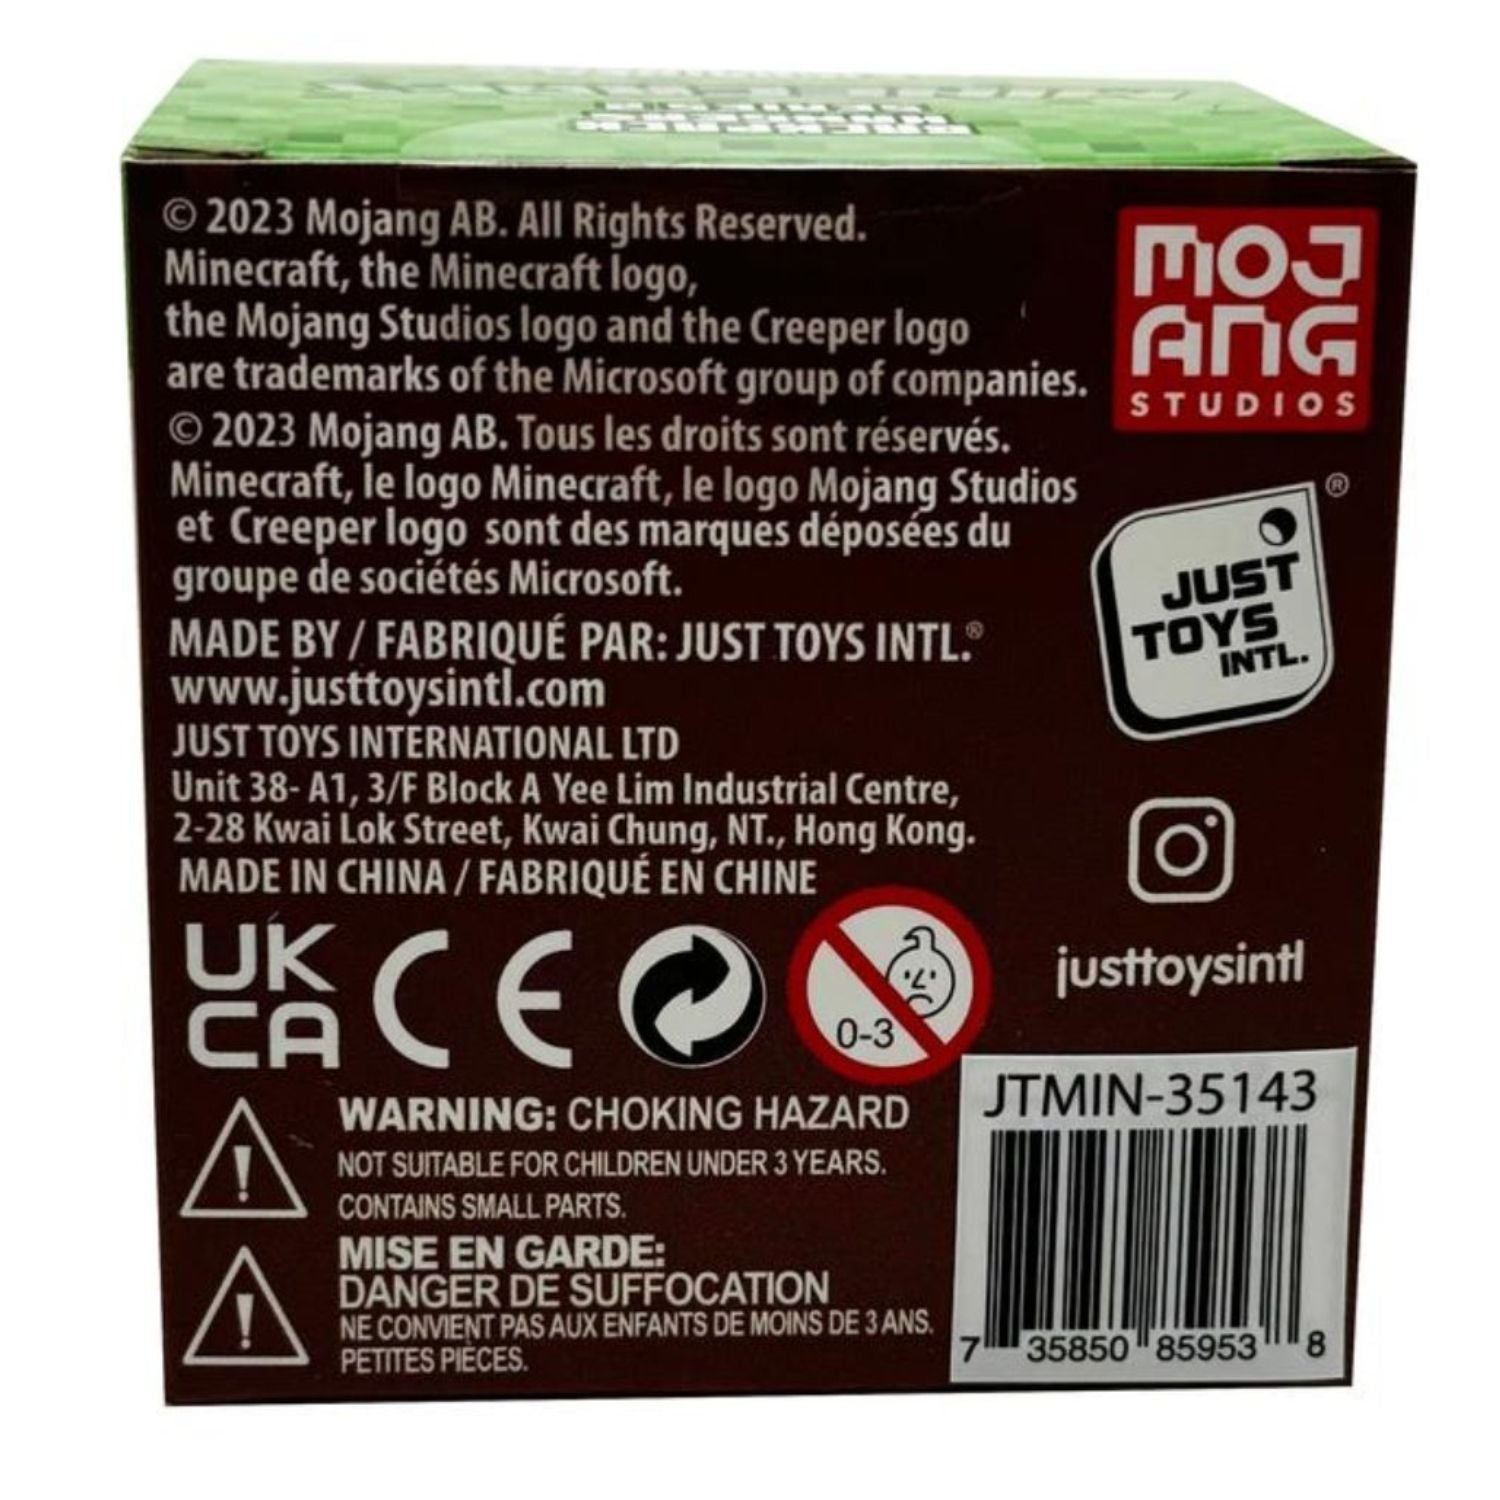 © 2023 Mojang AB. All Rights Reserved.
Minecraft, the Minecraft logo,
the Mojang Studios logo and the Creeper logo
are trademarks of the Microsoft group of companies.
© 2023 Mojang AB. Tous les droits sont réservés.
Minecraft, le logo Minecraft, le logo Mojang Studios
et Creeper logo sont des marques déposées du
groupe de sociétés Microsoft.
MADE BY / FABRIQUÉ PAR: JUST TOYS INTL.®
www.justtoysintl.com
JUST TOYS INTERNATIONAL LTD
Unit 38- A1, 3/F Block A Yee Lim Industrial Centre,
2-28 Kwai Lok Street, Kwai Chung, NT., Hong Kong.
MADE IN CHINA / FABRIQUÉ EN CHINE
MOJ
ANG
STUDIOS
®
JUST
TOYS
INTL.
justtoysintl
UK
CA
CE
0-3
WARNING: CHOKING HAZARD
NOT SUITABLE FOR CHILDREN UNDER 3 YEARS.
CONTAINS SMALL PARTS.
MISE EN GARDE:
DANGER DE SUFFOCATION
NE CONVIENT PAS AUX ENFANTS DE MOINS DE 3 ANS.
PETITES PIÈCES.
JTMIN-35143
7 35850 85953 8